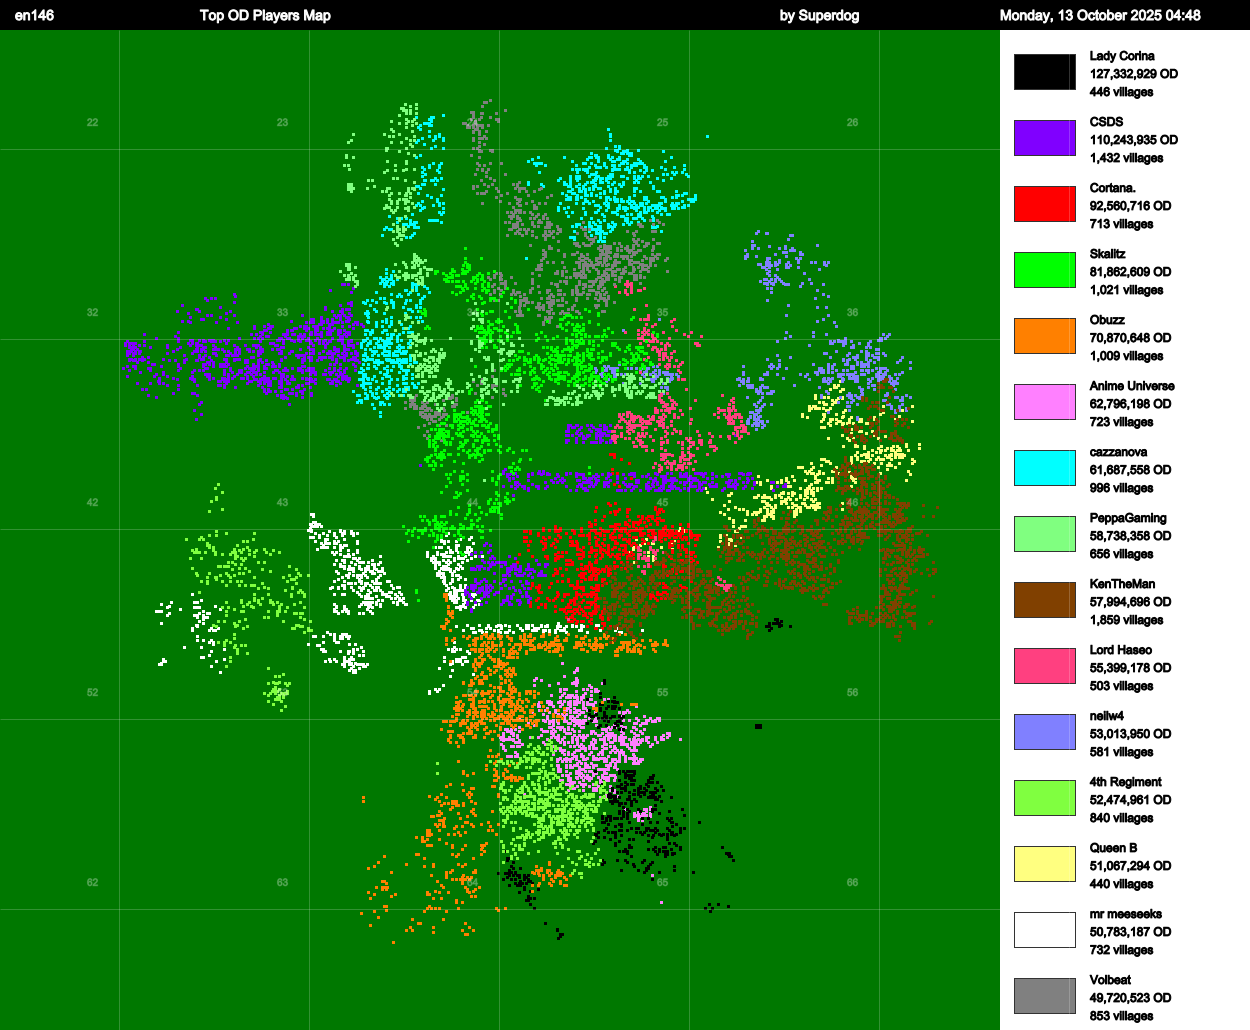 en146 Top OD Players Map by Superdog Monday, 13 October 2025 04:48
Lady Corina
127,332,929 OD
446 villages
CSDS
110,243,935 OD
1,432 villages
Cortana.
92,560,716 OD
713 villages
Skalitz
81,862,609 OD
1,021 villages
Obuzz
70,870,648 OD
1,009 villages
Anime Universe
62,796,198 OD
723 villages
cazzanova
61,687,558 OD
996 villages
PeppaGaming
58,738,358 OD
656 villages
KenTheMan
57,994,696 OD
1,859 villages
Lord Haseo
55,399,178 OD
503 villages
neilw4
53,013,950 OD
581 villages
4th Regiment
52,474,961 OD
840 villages
Queen B
51,067,294 OD
440 villages
mr meeseeks
50,783,187 OD
732 villages
Volbeat
49,720,523 OD
853 villages
22 23 25 26
32 33 35 36
42 43 44 45 46
52 55 56
62 63 64 65 66